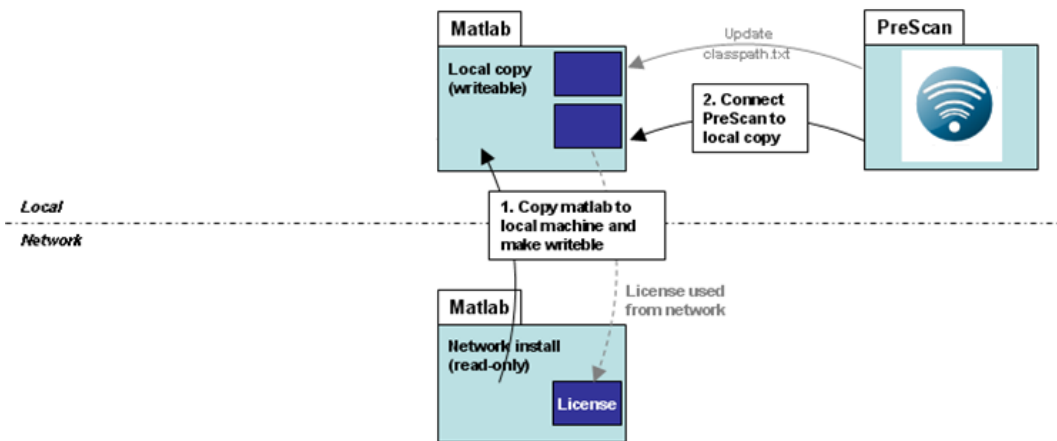 Matlab
PreScan
Update
classpath.txt
Local copy
(writeable)
2. Connect
PreScan to
local copy
1. Copy matlab to
local machine and
make writeble
Local
Network
License used
from network
Matlab
Network install
(read-only)
License